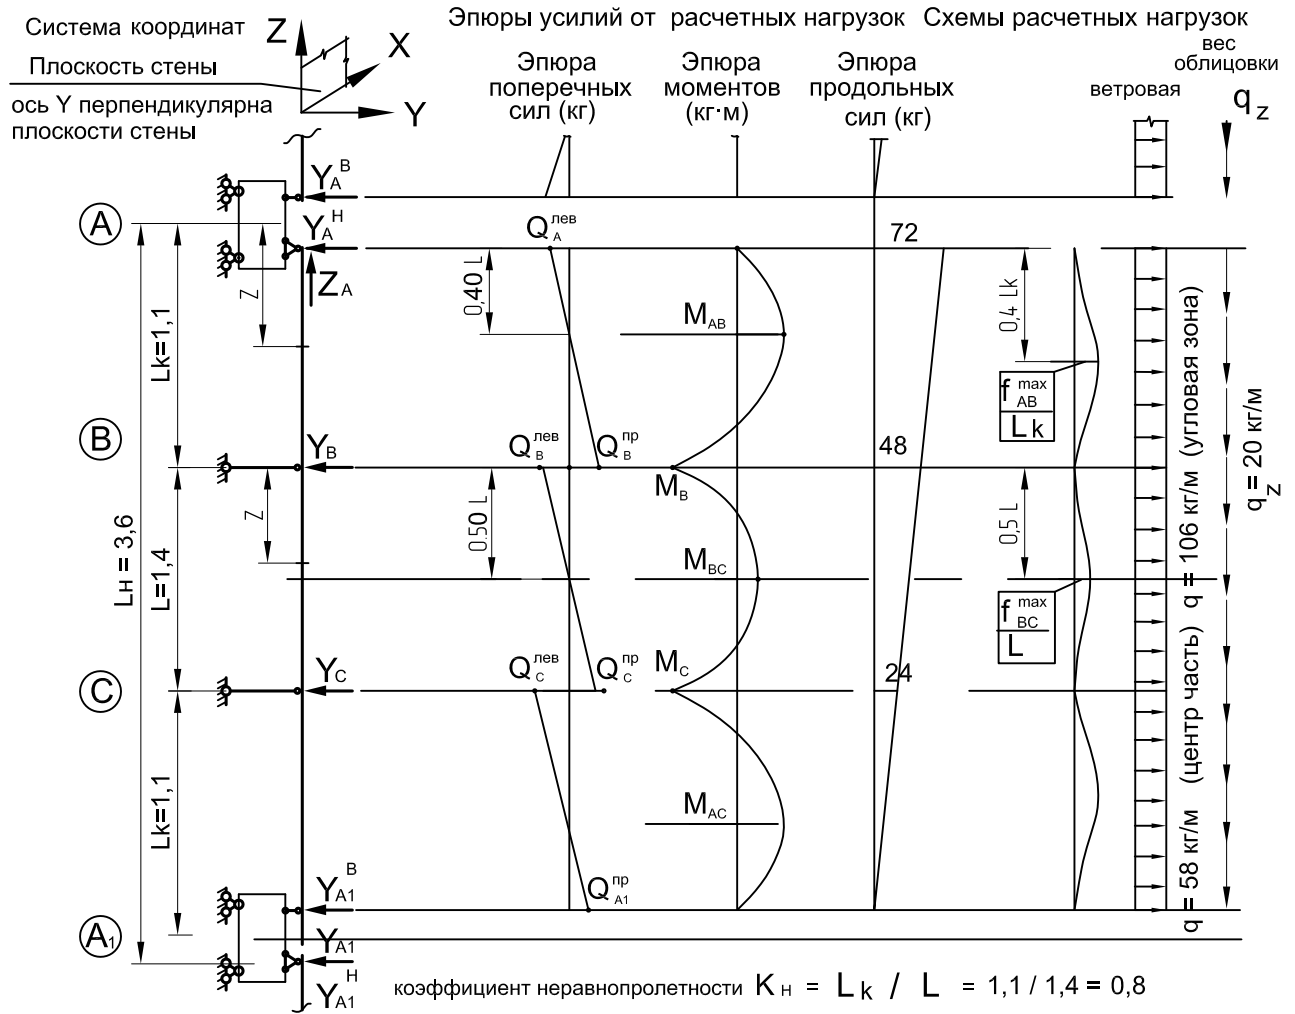 Система координат
Z
X
Y
Плоскость стены
ось Y перпендикулярна
плоскости стены
Эпюры усилий от расчетных нагрузок
Схемы расчетных нагрузок
Эпюра
поперечных
сил (кг)
Эпюра
моментов
(кг·м)
Эпюра
продольных
сил (кг)
ветровая
вес
облицовки
q z
A
Y A B
Y A H
Z A
Q A лев
72
z
0,40 L
M AB
0,4 Lk
f max AB
L k
Lk=1,1
B
Y B
Q B лев
Q B пр
48
M B
z
0.50 L
M BC
0,5 L
f max BC
L
Lн = 3,6
L=1,4
C
Y C
Q C лев
Q C пр
M C
24
Lk=1,1
M AC
q = 58 кг/м (центр часть) q = 106 кг/м (угловая зона)
q z = 20 кг/м
A1
Y A1 B
Q A1 пр
Y A1
H
Y A1
коэффициент неравнопролетности K н = L k / L = 1,1 / 1,4 = 0,8